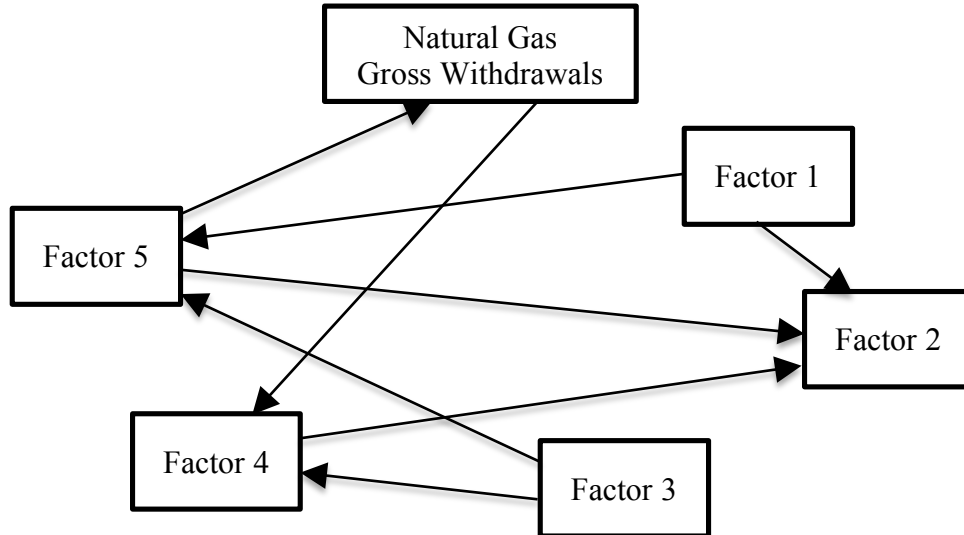 Natural Gas
Gross Withdrawals
Factor 1
Factor 5
Factor 2
Factor 4
Factor 3